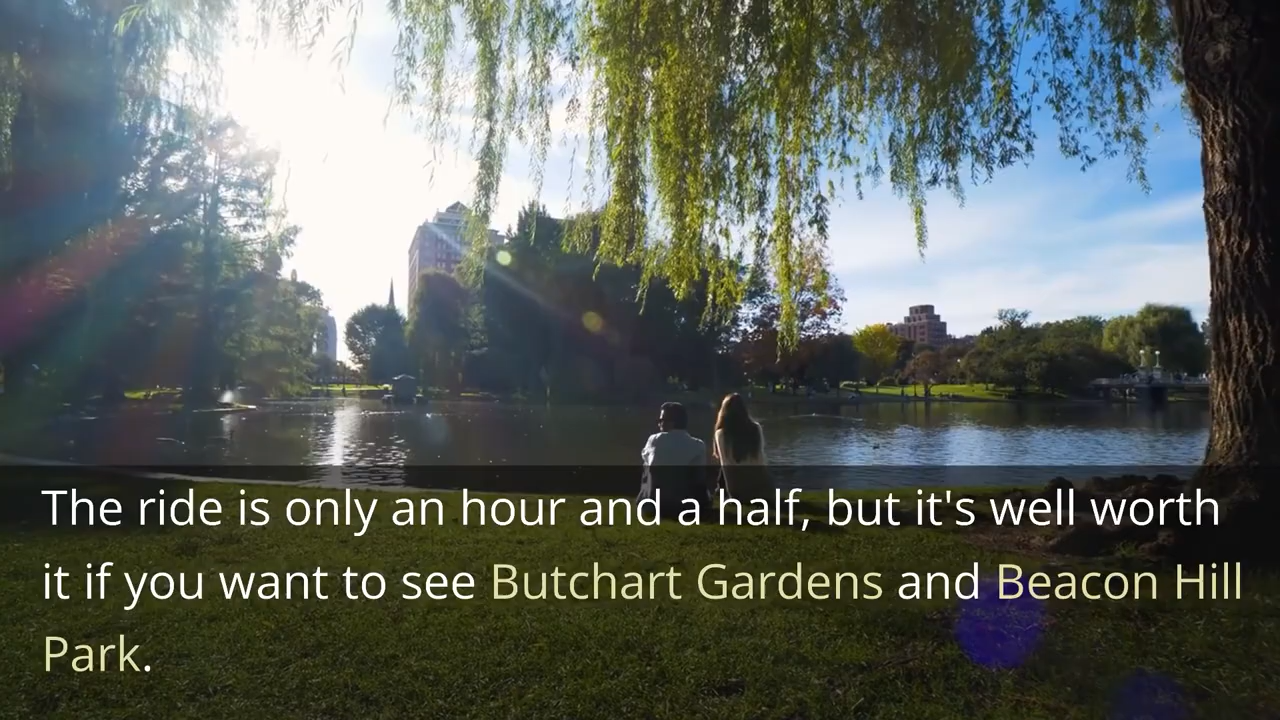 The ride is only an hour and a half, but it's well worth
it if you want to see Butchart Gardens and Beacon Hill
Park.